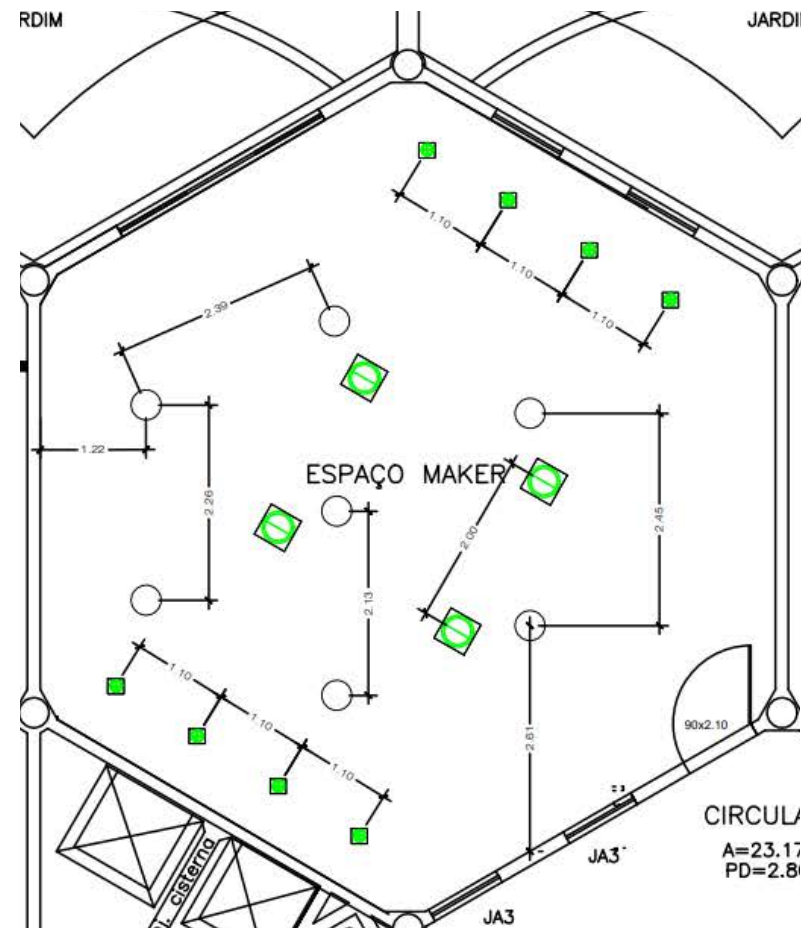 RDIM
JARDI
1.10
1.10
1.10
2.39
1.22
2.26
ESPAÇO MAKER
2.00
2.45
2.13
1.10
1.10
1.10
2.61
90x2.10
CIRCULA
A=23.17
PD=2.8
JA3
JA3
cisterna